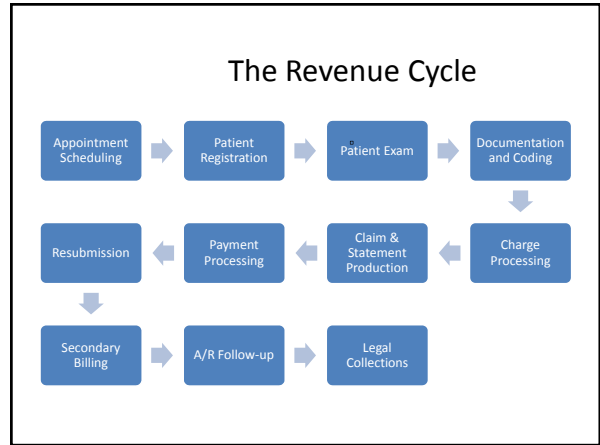 The Revenue Cycle
Appointment
Scheduling
Patient
Registration
Patient Exam
Documentation
and Coding
Charge
Processing
Claim &
Statement
Production
Payment
Processing
Resubmission
Secondary
Billing
A/R Follow-up
Legal
Collections